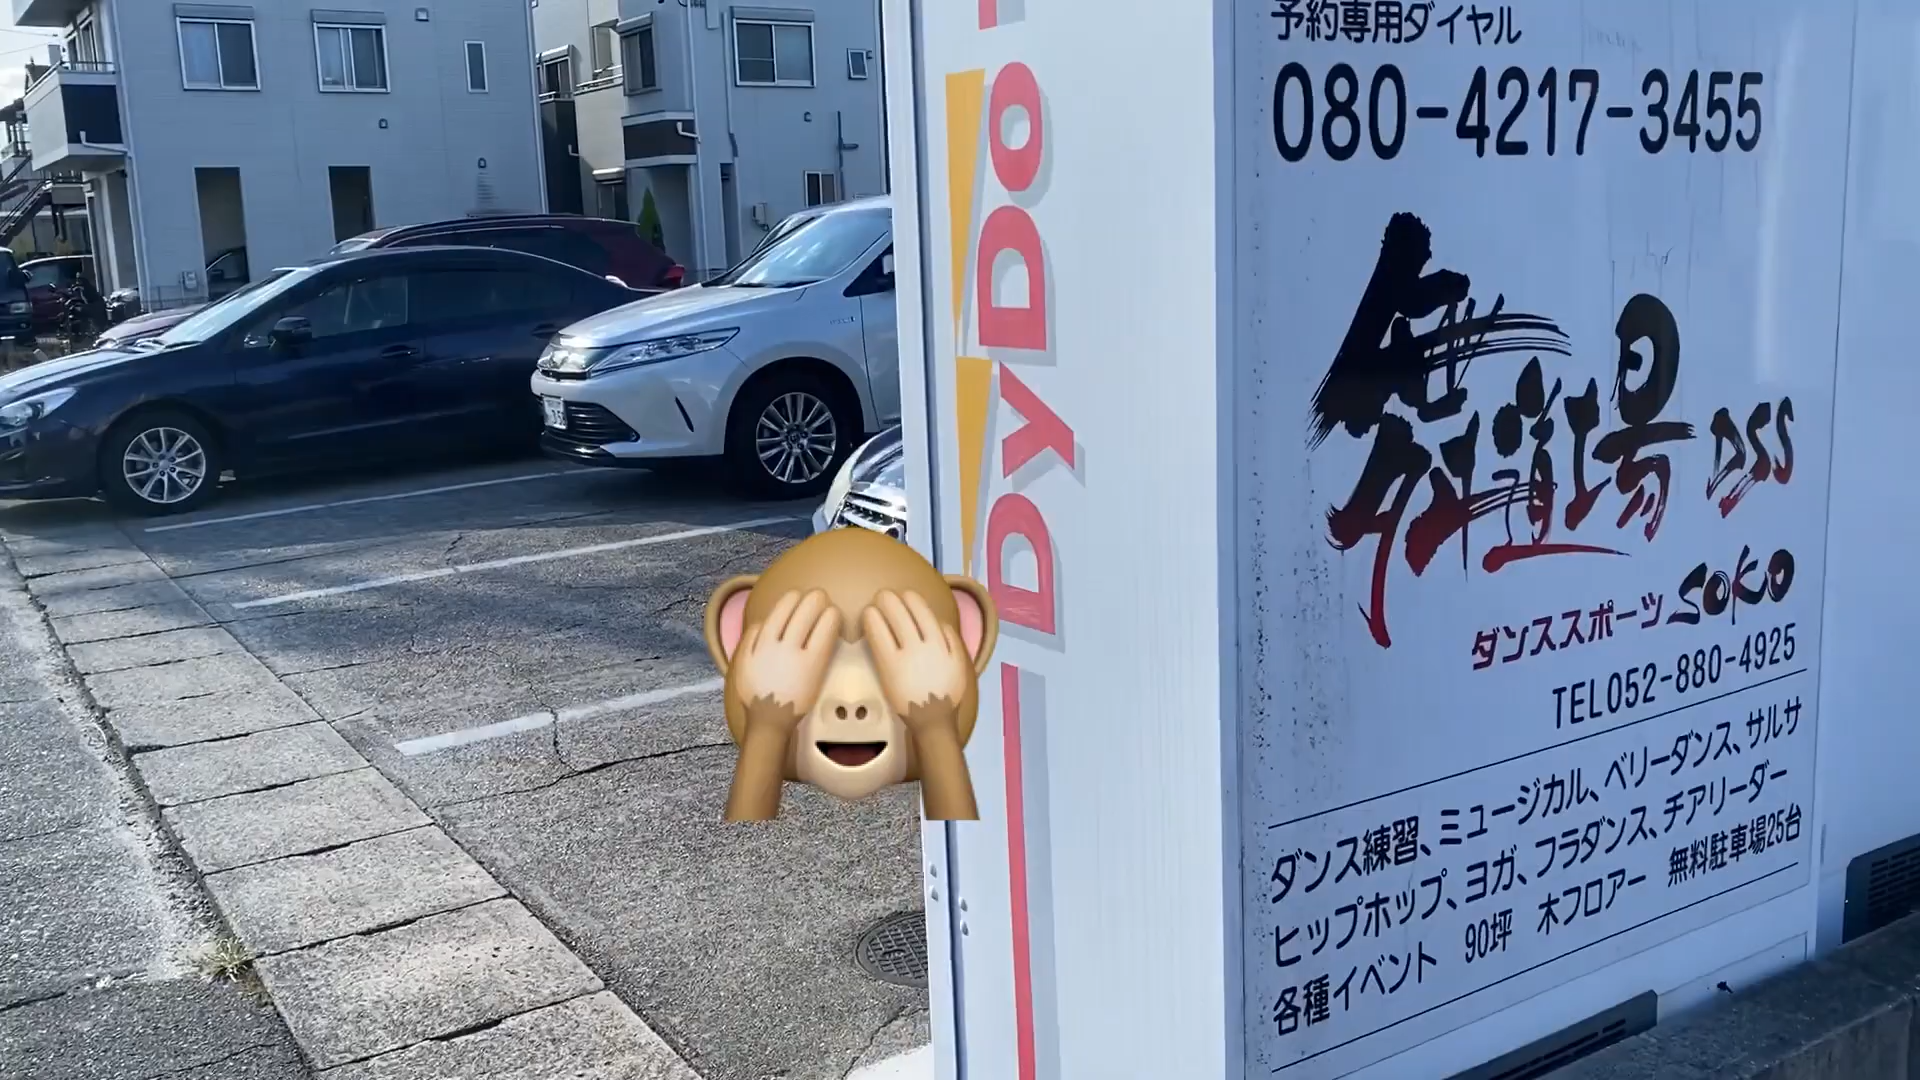 DyDo
予約専用ダイヤル
080-4217-3455
舞道場 DSS
ダンススポーツ SOKO
TEL052-880-4925
ダンス練習、ミュージカル、ベリーダンス、サルサ
ヒップホップ、ヨガ、フラダンス、チアリーダー
各種イベント 90坪 木フロアー 無料駐車場25台